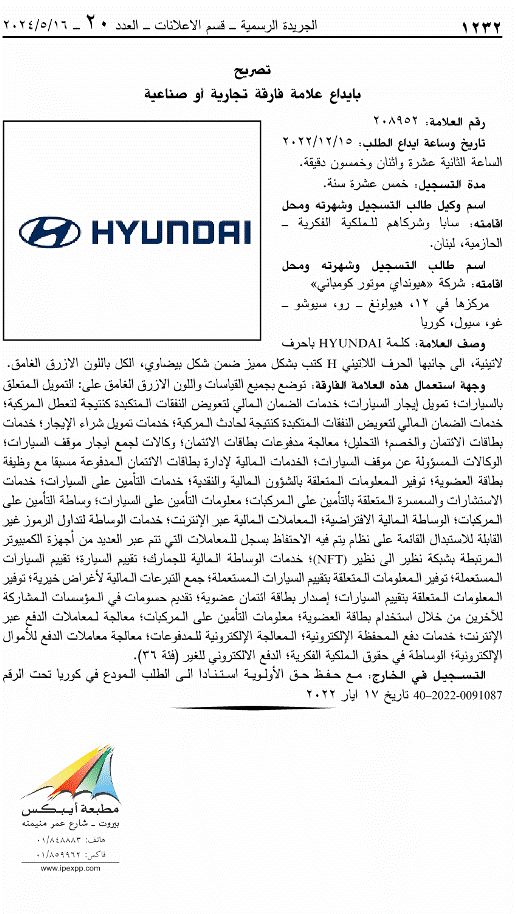 ١٢٣٢
الجريدة الرسمية ــ قسم الاعلانات ــ العدد ٢٠ ــ ٢٠٢٤/٥/١٦
تصريح
بايداع علامة فارقة تجارية أو صناعية
HYUNDAI
رقم العلامة: ٢٠٨٩٥٢
تاريخ وساعة ايداع الطلب: ٢٠٢٢/١٢/١٥
الساعة الثانية عشرة واثنان وخمسون دقيقة.
مدة التسجيل: خمس عشرة سنة.
اسم وكيل طالب التسجيل وشهرته ومحل
اقامته: سابا وشركاهم للملكية الفكرية ــ
الحازمية، لبنان.
اسم طالب التسجيل وشهرته ومحل
اقامته: شركة «هيونداي موتور كومباني»
مركزها في ١٢، هيولونغ ــ رو، سيوشو ــ
غو، سيول، كوريا
وصف العلامة: كلمة HYUNDAI باحرف
لاتينية، الى جانبها الحرف اللاتيني H كتب بشكل مميز ضمن شكل بيضاوي، الكل باللون الازرق الغامق.
وجهة استعمال هذه العلامة الفارقة: توضع بجميع القياسات واللون الازرق الغامق على: التمويل المتعلق
بالسيارات؛ تمويل إيجار السيارات؛ خدمات الضمان المالي لتعويض النفقات المتكبدة كنتيجة لتعطل المركبة؛
خدمات الضمان المالي لتعويض النفقات المتكبدة كنتيجة لحادث المركبة؛ خدمات تمويل شراء الإيجار؛ خدمات
بطاقات الائتمان والخصم؛ التحليل؛ معالجة مدفوعات بطاقات الائتمان؛ وكالات لجمع ايجار موقف السيارات؛
الوكالات المسؤولة عن موقف السيارات؛ الخدمات المالية لإدارة بطاقات الائتمان المدفوعة مسبقا مع وظيفة
بطاقة العضوية؛ توفير المعلومات المتعلقة بالشؤون المالية والنقدية؛ خدمات التأمين على السيارات؛ خدمات
الاستشارات والسمسرة المتعلقة بالتأمين على المركبات؛ معلومات التأمين على السيارات؛ وساطة التأمين على
المركبات؛ الوساطة المالية الافتراضية؛ المعاملات المالية عبر الإنترنت؛ خدمات الوساطة لتداول الرموز غير
القابلة للاستبدال القائمة على نظام يتم فيه الاحتفاظ بسجل للمعاملات التي تتم عبر العديد من أجهزة الكمبيوتر
المرتبطة بشبكة نظير الى نظير (NFT)؛ خدمات الوساطة المالية للجمارك؛ تقييم السيارة؛ تقييم السيارات
المستعملة؛ توفير المعلومات المتعلقة بتقييم السيارات المستعملة؛ جمع التبرعات المالية لأغراض خيرية؛ توفير
المعلومات المتعلقة بتقييم السيارات؛ إصدار بطاقة ائتمان عضوية؛ تقديم حسومات في المؤسسات المشاركة
للآخرين من خلال استخدام بطاقة العضوية؛ معلومات التأمين على المركبات؛ معالجة لمعاملات الدفع عبر
الإنترنت؛ خدمات دفع المحفظة الإلكترونية؛ المعالجة الإلكترونية للمدفوعات؛ معالجة معاملات الدفع للأموال
الإلكترونية؛ الوساطة في حقوق الملكية الفكرية؛ الدفع الالكتروني للغير (فئة ٣٦).
التسجيل في الخارج: مع حفظ حق الأولوية استنادا الى الطلب المودع في كوريا تحت الرقم
40-2022-0091087 تاريخ ١٧ ايار ٢٠٢٢
مطبعة أيبكس
بيروت ــ شارع عمر منيمنه
هاتف: ٠١/٨٤٨٨٨٣
فاكس: ٠١/٨٥٩٩٦٢
www.ipexpp.com